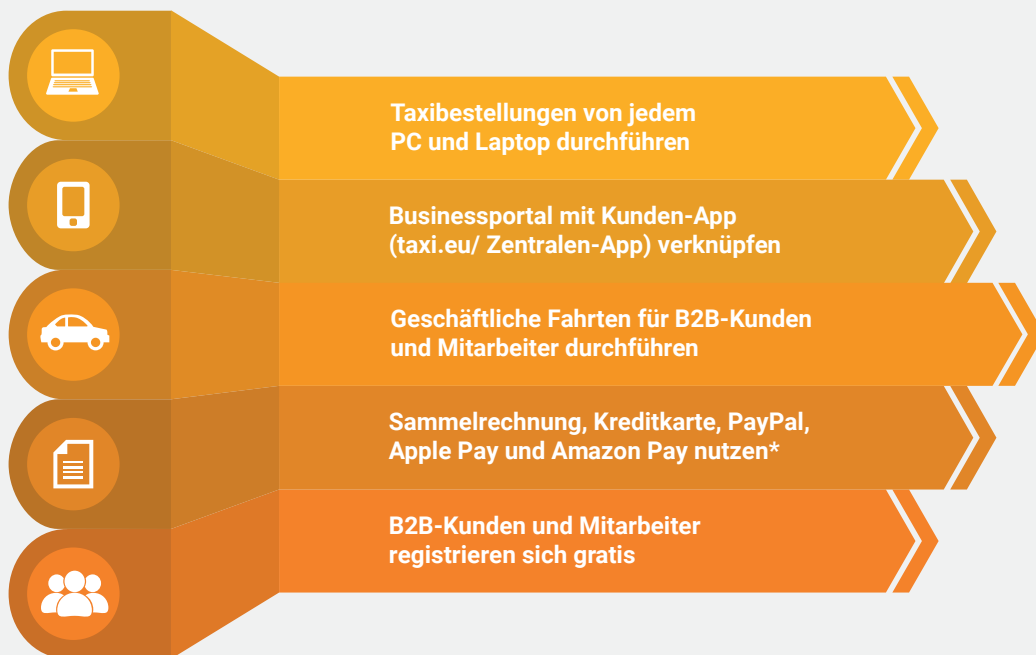 Taxibestellungen von jedem
PC und Laptop durchführen
Businessportal mit Kunden-App
(taxi.eu/ Zentralen-App) verknüpfen
Geschäftliche Fahrten für B2B-Kunden
und Mitarbeiter durchführen
Sammelrechnung, Kreditkarte, PayPal,
Apple Pay und Amazon Pay nutzen*
B2B-Kunden und Mitarbeiter
registrieren sich gratis